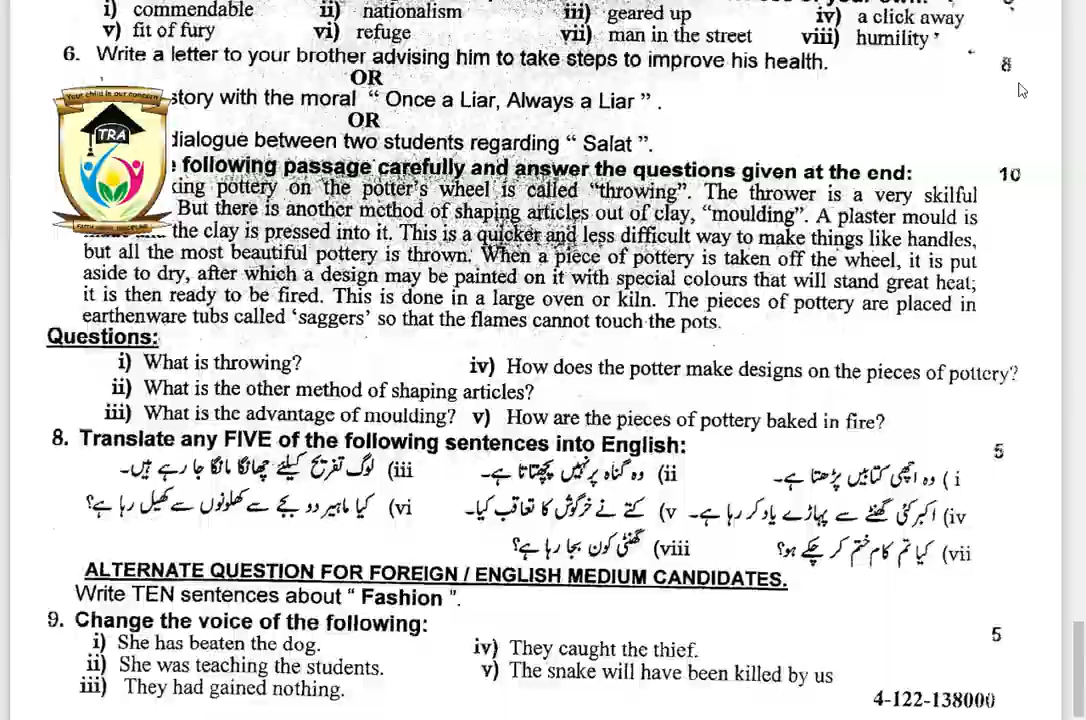 i) commendable ii) nationalism iii) geared up iv) a click away
v) fit of fury vi) refuge vii) man in the street viii) humility
6. Write a letter to your brother advising him to take steps to improve his health. 8
OR
story with the moral “ Once a Liar, Always a Liar ” .
OR
dialogue between two students regarding “ Salat ”.
following passage carefully and answer the questions given at the end: 10
king pottery on the potter's wheel is called “throwing”. The thrower is a very skilful
But there is another method of shaping articles out of clay, “moulding”. A plaster mould is
the clay is pressed into it. This is a quicker and less difficult way to make things like handles,
but all the most beautiful pottery is thrown. When a piece of pottery is taken off the wheel, it is put
aside to dry, after which a design may be painted on it with special colours that will stand great heat;
it is then ready to be fired. This is done in a large oven or kiln. The pieces of pottery are placed in
earthenware tubs called ‘saggers’ so that the flames cannot touch the pots.
Your child is our concern
TRA
Questions:
i) What is throwing? iv) How does the potter make designs on the pieces of pottery?
ii) What is the other method of shaping articles?
iii) What is the advantage of moulding? v) How are the pieces of pottery baked in fire?
8. Translate any FIVE of the following sentences into English: 5
i) وہ اچھی کتابیں پڑھتا ہے۔ ii) وہ گناہ پر نہیں پچھتاتا ہے۔ iii) لوگ تفریح کیلئے چھانگا مانگا جا رہے ہیں۔
iv) اکبر کئی گھنٹے سے پہاڑے یاد کر رہا ہے۔ v) کتے نے خرگوش کا تعاقب کیا۔ vi) کیا ماہیر دو بجے سے کھلونوں سے کھیل رہا ہے؟
vii) کیا تم کام ختم کر چکے ہو؟ viii) گھنٹی کون بجا رہا ہے؟
ALTERNATE QUESTION FOR FOREIGN / ENGLISH MEDIUM CANDIDATES.
Write TEN sentences about “ Fashion ”.
9. Change the voice of the following: 5
i) She has beaten the dog. iv) They caught the thief.
ii) She was teaching the students. v) The snake will have been killed by us
iii) They had gained nothing.
4-122-138000